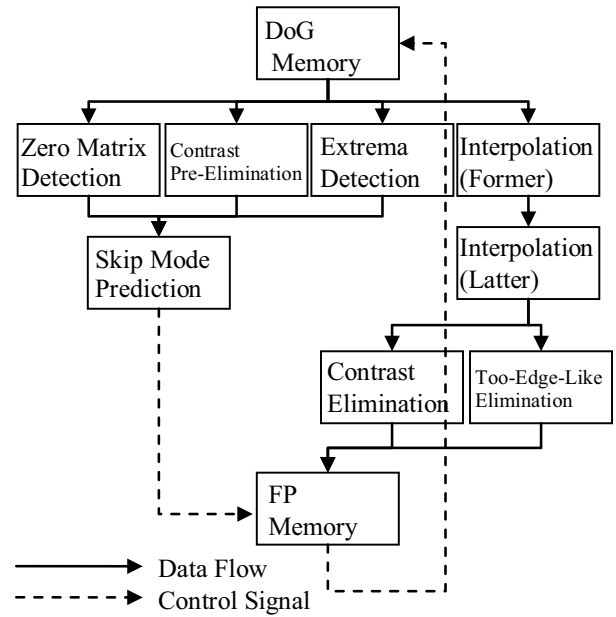 DoG
Memory
Zero Matrix
Detection
Contrast
Pre-Elimination
Extrema
Detection
Interpolation
(Former)
Skip Mode
Prediction
Interpolation
(Latter)
Contrast
Elimination
Too-Edge-Like
Elimination
FP
Memory
Data Flow
Control Signal